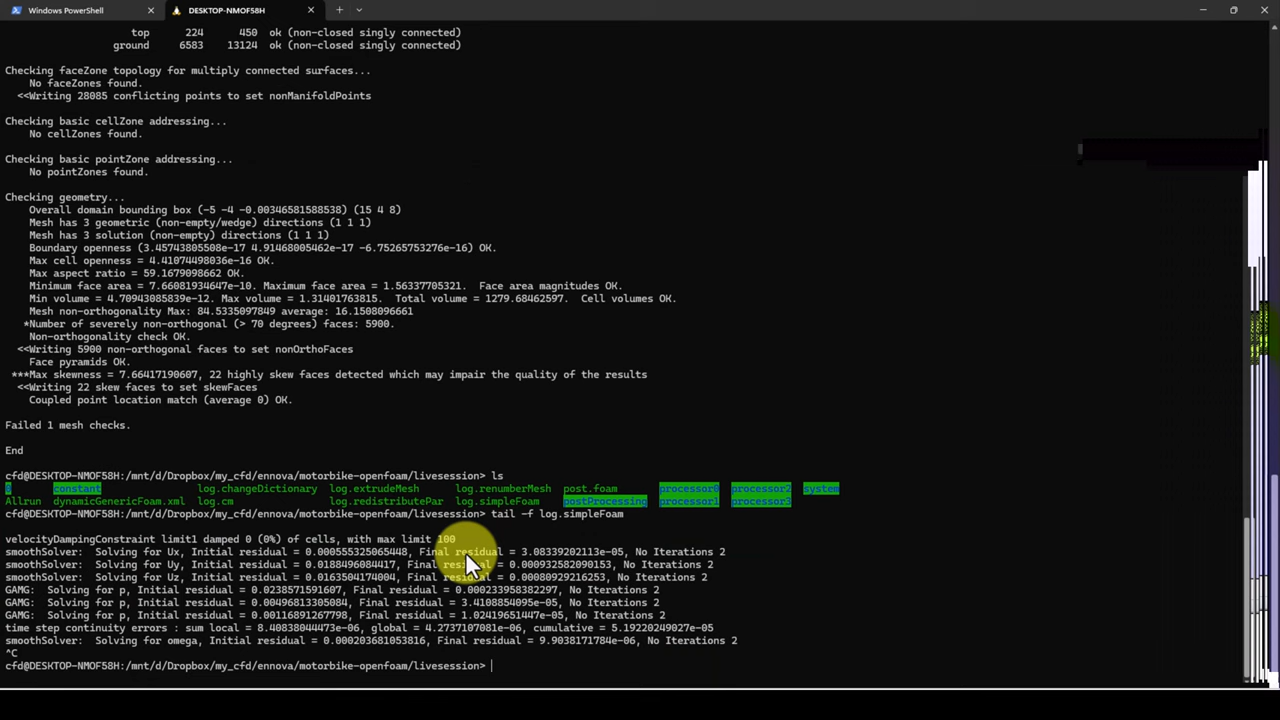 Windows PowerShell
DESKTOP-NMOF58H
top 224 450 ok (non-closed singly connected)
ground 6583 13124 ok (non-closed singly connected)
Checking faceZone topology for multiply connected surfaces...
No faceZones found.
<<Writing 28085 conflicting points to set nonManifoldPoints
Checking basic cellZone addressing...
No cellZones found.
Checking basic pointZone addressing...
No pointZones found.
Checking geometry...
Overall domain bounding box (-5 -4 -0.00346581588538) (15 4 8)
Mesh has 3 geometric (non-empty/wedge) directions (1 1 1)
Mesh has 3 solution (non-empty) directions (1 1 1)
Boundary openness (3.45743805508e-17 4.91468005462e-17 -6.75265753276e-16) OK.
Max cell openness = 4.41074498036e-16 OK.
Max aspect ratio = 59.1679098662 OK.
Minimum face area = 7.66081934647e-10. Maximum face area = 1.56337705321. Face area magnitudes OK.
Min volume = 4.70943085839e-12. Max volume = 1.31401763815. Total volume = 1279.68462597. Cell volumes OK.
Mesh non-orthogonality Max: 84.5335097849 average: 16.1508096661
*Number of severely non-orthogonal (> 70 degrees) faces: 5900.
Non-orthogonality check OK.
<<Writing 5900 non-orthogonal faces to set nonOrthoFaces
Face pyramids OK.
***Max skewness = 7.66417190607, 22 highly skew faces detected which may impair the quality of the results
<<Writing 22 skew faces to set skewFaces
Coupled point location match (average 0) OK.
Failed 1 mesh checks.
End
cfd@DESKTOP-NMOF58H:/mnt/d/Dropbox/my_cfd/ennova/motorbike-openfoam/livesession> ls
0 constant log.changeDictionary log.extrudeMesh log.renumberMesh post.foam processor0 processor2 system
Allrun dynamicGenericFoam.xml log.cm log.redistributePar log.simpleFoam postProcessing processor1 processor3
cfd@DESKTOP-NMOF58H:/mnt/d/Dropbox/my_cfd/ennova/motorbike-openfoam/livesession> tail -f log.simpleFoam
velocityDampingConstraint limit1 damped 0 (0%) of cells, with max limit 100
smoothSolver: Solving for Ux, Initial residual = 0.000555325065448, Final residual = 3.08339202113e-05, No Iterations 2
smoothSolver: Solving for Uy, Initial residual = 0.0188496084417, Final residual = 0.000932582090153, No Iterations 2
smoothSolver: Solving for Uz, Initial residual = 0.0163504174004, Final residual = 0.00080929216253, No Iterations 2
GAMG: Solving for p, Initial residual = 0.0238571591607, Final residual = 0.000233958382297, No Iterations 2
GAMG: Solving for p, Initial residual = 0.00496813305084, Final residual = 3.4108854095e-05, No Iterations 2
GAMG: Solving for p, Initial residual = 0.00116891267798, Final residual = 1.02419651447e-05, No Iterations 2
time step continuity errors : sum local = 8.40838044473e-06, global = 4.2737107081e-06, cumulative = 5.19220249027e-05
smoothSolver: Solving for omega, Initial residual = 0.000203681053816, Final residual = 9.9038171784e-06, No Iterations 2
^C
cfd@DESKTOP-NMOF58H:/mnt/d/Dropbox/my_cfd/ennova/motorbike-openfoam/livesession>